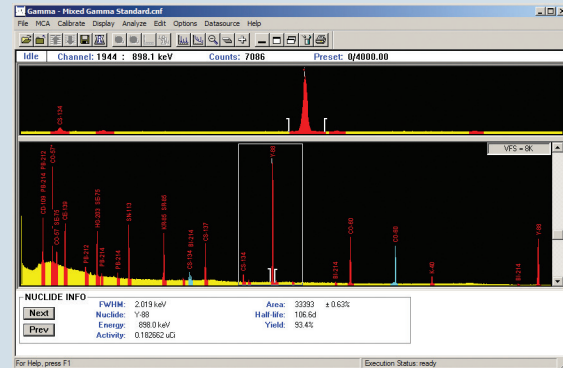 Gamma - Mixed Gamma Standard.cnf
File MCA Calibrate Display Analyze Edit Options Datasource Help
Idle Channel: 1944 : 898.1 keV Counts: 7086 Preset: 0/4000.00
CS-134
VFS = 8K
CD-109
PB-214 PB-212
CO-57
CO-57 SE-75
CE-139
PB-212
HG-203 SE-75
PB-214
PB-214
SN-113
KR-85 SR-85
CS-134
BI-214
CS-137
CS-134
Y-88
BI-214
CO-60
CO-60
K-40
BI-214
Y-88
NUCLIDE INFO
Next
Prev
FWHM: 2.019 keV Area: 33393 ± 0.63%
Nuclide: Y-88 Half-life: 106.6d
Energy: 898.0 keV Yield: 93.4%
Activity: 0.182662 uCi
For Help, press F1 Execution Status: ready